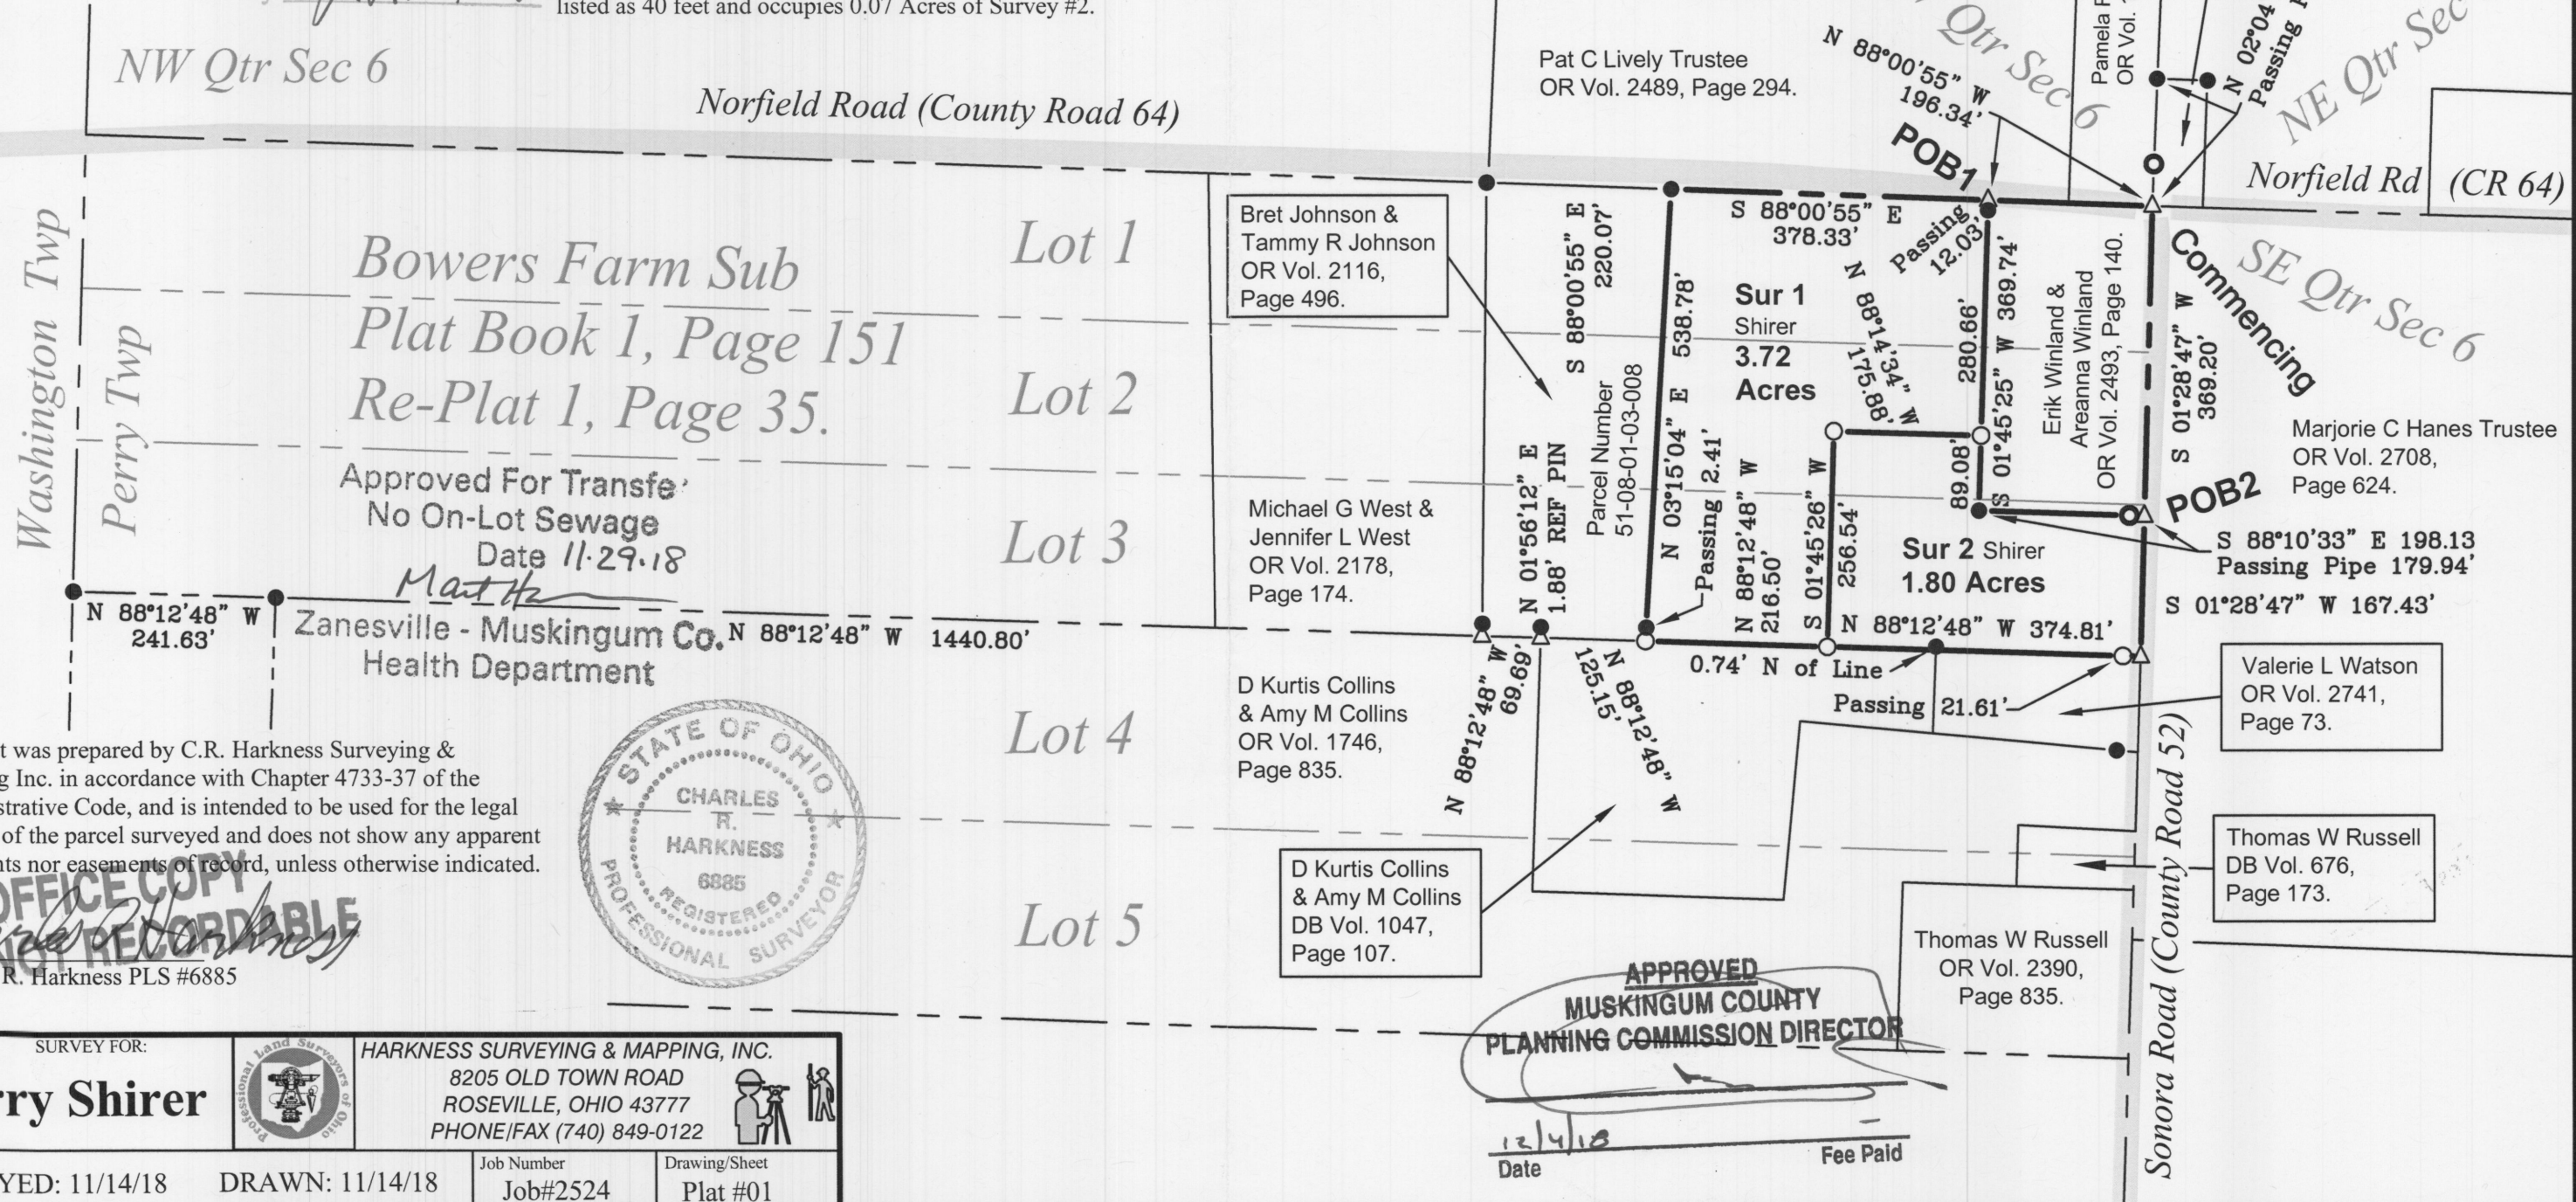 listed as 40 feet and occupies 0.07 Acres of Survey #2.
NW Qtr Sec 6
Norfield Road (County Road 64)
Pat C Lively Trustee
OR Vol. 2489, Page 294.
N 88°00'55" W
196.34'
Qtr Sec 6
Pamela
OR Vol.
N 02°04
Passing
NE Qtr Sec
Norfield Rd (CR 64)
POB1
Washington Twp
Perry Twp
Bowers Farm Sub
Plat Book 1, Page 151
Re-Plat 1, Page 35.
Lot 1
Lot 2
Lot 3
Lot 4
Lot 5
Bret Johnson &
Tammy R Johnson
OR Vol. 2116,
Page 496.
S 88°00'55" E
220.07'
S 88°00'55" E
378.33'
Passing
12.03'
N 03°15'04" E 538.78'
Sur 1
Shirer
3.72
Acres
N 88°14'34" W
175.88'
280.66'
89.08'
S 01°45'25" W 369.74'
Erik Winland &
Areanna Winland
OR Vol. 2493, Page 140.
Commencing
S 01°28'47" W
369.20'
SE Qtr Sec 6
Marjorie C Hanes Trustee
OR Vol. 2708,
Page 624.
POB2
S 88°10'33" E 198.13
Passing Pipe 179.94'
S 01°28'47" W 167.43'
Approved For Transfe
No On-Lot Sewage
Date 11.29.18
Zanesville - Muskingum Co.
Health Department
N 88°12'48" W
241.63'
N 88°12'48" W 1440.80'
Michael G West &
Jennifer L West
OR Vol. 2178,
Page 174.
N 01°56'12" E
1.88' REF PIN
Parcel Number
51-08-01-03-008
Passing 2.41'
N 88°12'48" W
216.50'
S 01°45'26" W
256.54'
Sur 2 Shirer
1.80 Acres
N 88°12'48" W 374.81'
0.74' N of Line
Passing 21.61'
N 88°12'48" W
69.69'
N 88°12'48" W
125.15'
Valerie L Watson
OR Vol. 2741,
Page 73.
D Kurtis Collins
& Amy M Collins
OR Vol. 1746,
Page 835.
D Kurtis Collins
& Amy M Collins
DB Vol. 1047,
Page 107.
Thomas W Russell
DB Vol. 676,
Page 173.
Thomas W Russell
OR Vol. 2390,
Page 835.
Sonora Road (County Road 52)
t was prepared by C.R. Harkness Surveying &
g Inc. in accordance with Chapter 4733-37 of the
strative Code, and is intended to be used for the legal
of the parcel surveyed and does not show any apparent
nts nor easements of record, unless otherwise indicated.
OFFICE COPY
NOT RECORDABLE
R. Harkness PLS #6885
STATE OF OHIO
CHARLES
R.
HARKNESS
6885
REGISTERED
PROFESSIONAL SURVEYOR
APPROVED
MUSKINGUM COUNTY
PLANNING COMMISSION DIRECTOR
12/4/18
Date
Fee Paid
SURVEY FOR:
rry Shirer
Professional Land Surveyors of Ohio
HARKNESS SURVEYING & MAPPING, INC.
8205 OLD TOWN ROAD
ROSEVILLE, OHIO 43777
PHONE/FAX (740) 849-0122
YED: 11/14/18 DRAWN: 11/14/18
Job Number
Job#2524
Drawing/Sheet
Plat #01